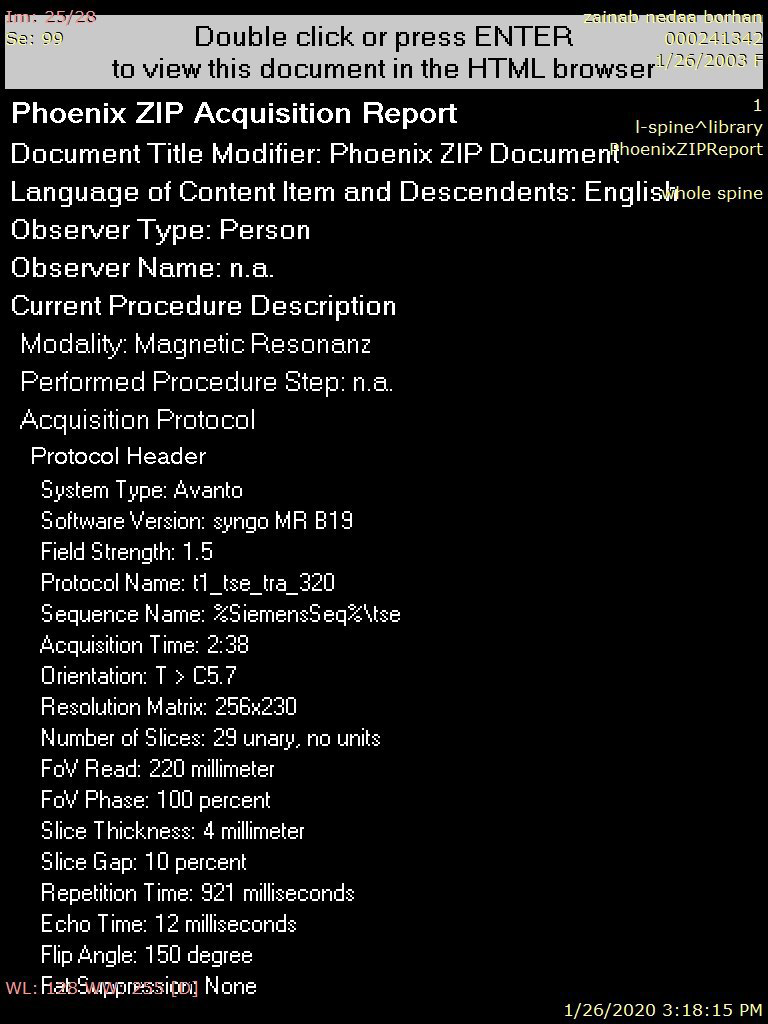 Im: 25/28
Se: 99
zainab nedaa borhan
000241342
1/26/2003 F
Double click or press ENTER
to view this document in the HTML browser
1
l-spine^library
PhoenixZIPReport
whole spine
Phoenix ZIP Acquisition Report
Document Title Modifier: Phoenix ZIP Document
Language of Content Item and Descendents: English
Observer Type: Person
Observer Name: n.a.
Current Procedure Description
Modality: Magnetic Resonanz
Performed Procedure Step: n.a.
Acquisition Protocol
Protocol Header
System Type: Avanto
Software Version: syngo MR B19
Field Strength: 1.5
Protocol Name: t1_tse_tra_320
Sequence Name: %SiemensSeq%\tse
Acquisition Time: 2:38
Orientation: T > C5.7
Resolution Matrix: 256x230
Number of Slices: 29 unary, no units
FoV Read: 220 millimeter
FoV Phase: 100 percent
Slice Thickness: 4 millimeter
Slice Gap: 10 percent
Repetition Time: 921 milliseconds
Echo Time: 12 milliseconds
Flip Angle: 150 degree
Fat Suppression: None
WL: 128 WW: 255 [D]
1/26/2020 3:18:15 PM